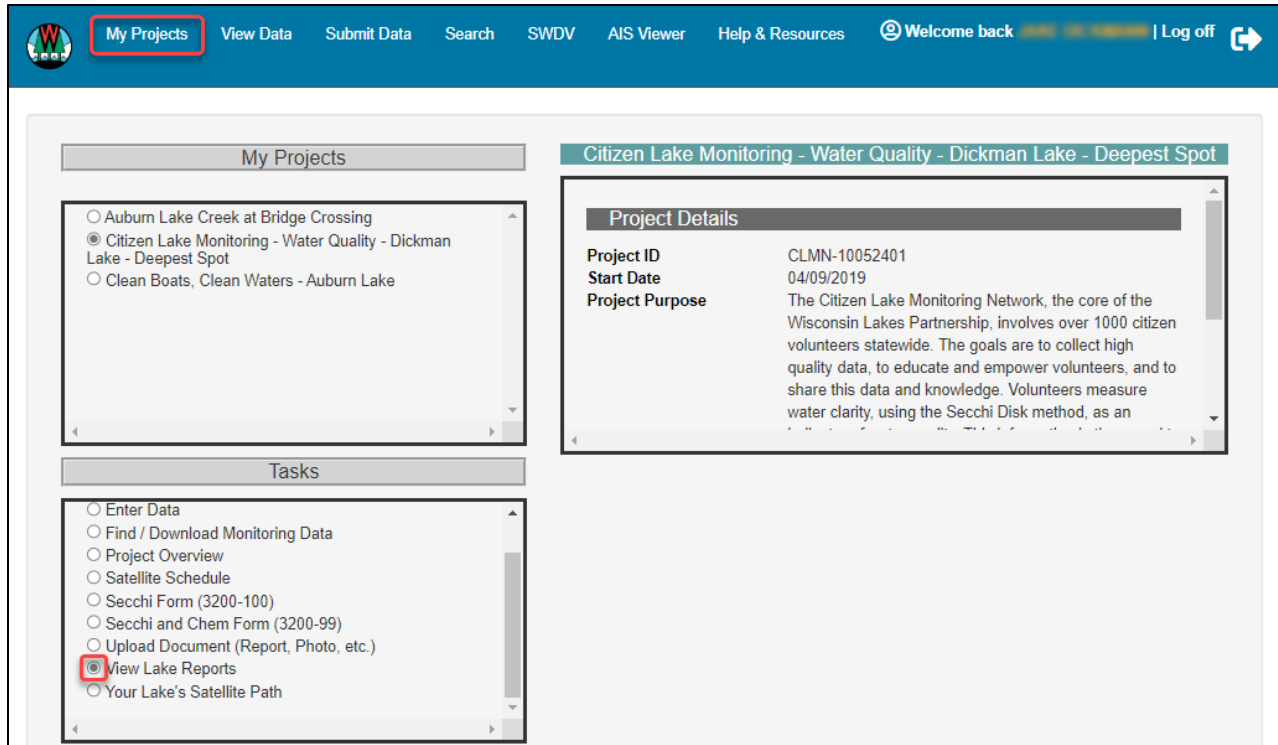 My Projects View Data Submit Data Search SWDV AIS Viewer Help & Resources Welcome back | Log off
My Projects
Auburn Lake Creek at Bridge Crossing
Citizen Lake Monitoring - Water Quality - Dickman
Lake - Deepest Spot
Clean Boats, Clean Waters - Auburn Lake
Tasks
Enter Data
Find / Download Monitoring Data
Project Overview
Satellite Schedule
Secchi Form (3200-100)
Secchi and Chem Form (3200-99)
Upload Document (Report, Photo, etc.)
View Lake Reports
Your Lake's Satellite Path
Citizen Lake Monitoring - Water Quality - Dickman Lake - Deepest Spot
Project Details
Project ID CLMN-10052401
Start Date 04/09/2019
Project Purpose The Citizen Lake Monitoring Network, the core of the
Wisconsin Lakes Partnership, involves over 1000 citizen
volunteers statewide. The goals are to collect high
quality data, to educate and empower volunteers, and to
share this data and knowledge. Volunteers measure
water clarity, using the Secchi Disk method, as an